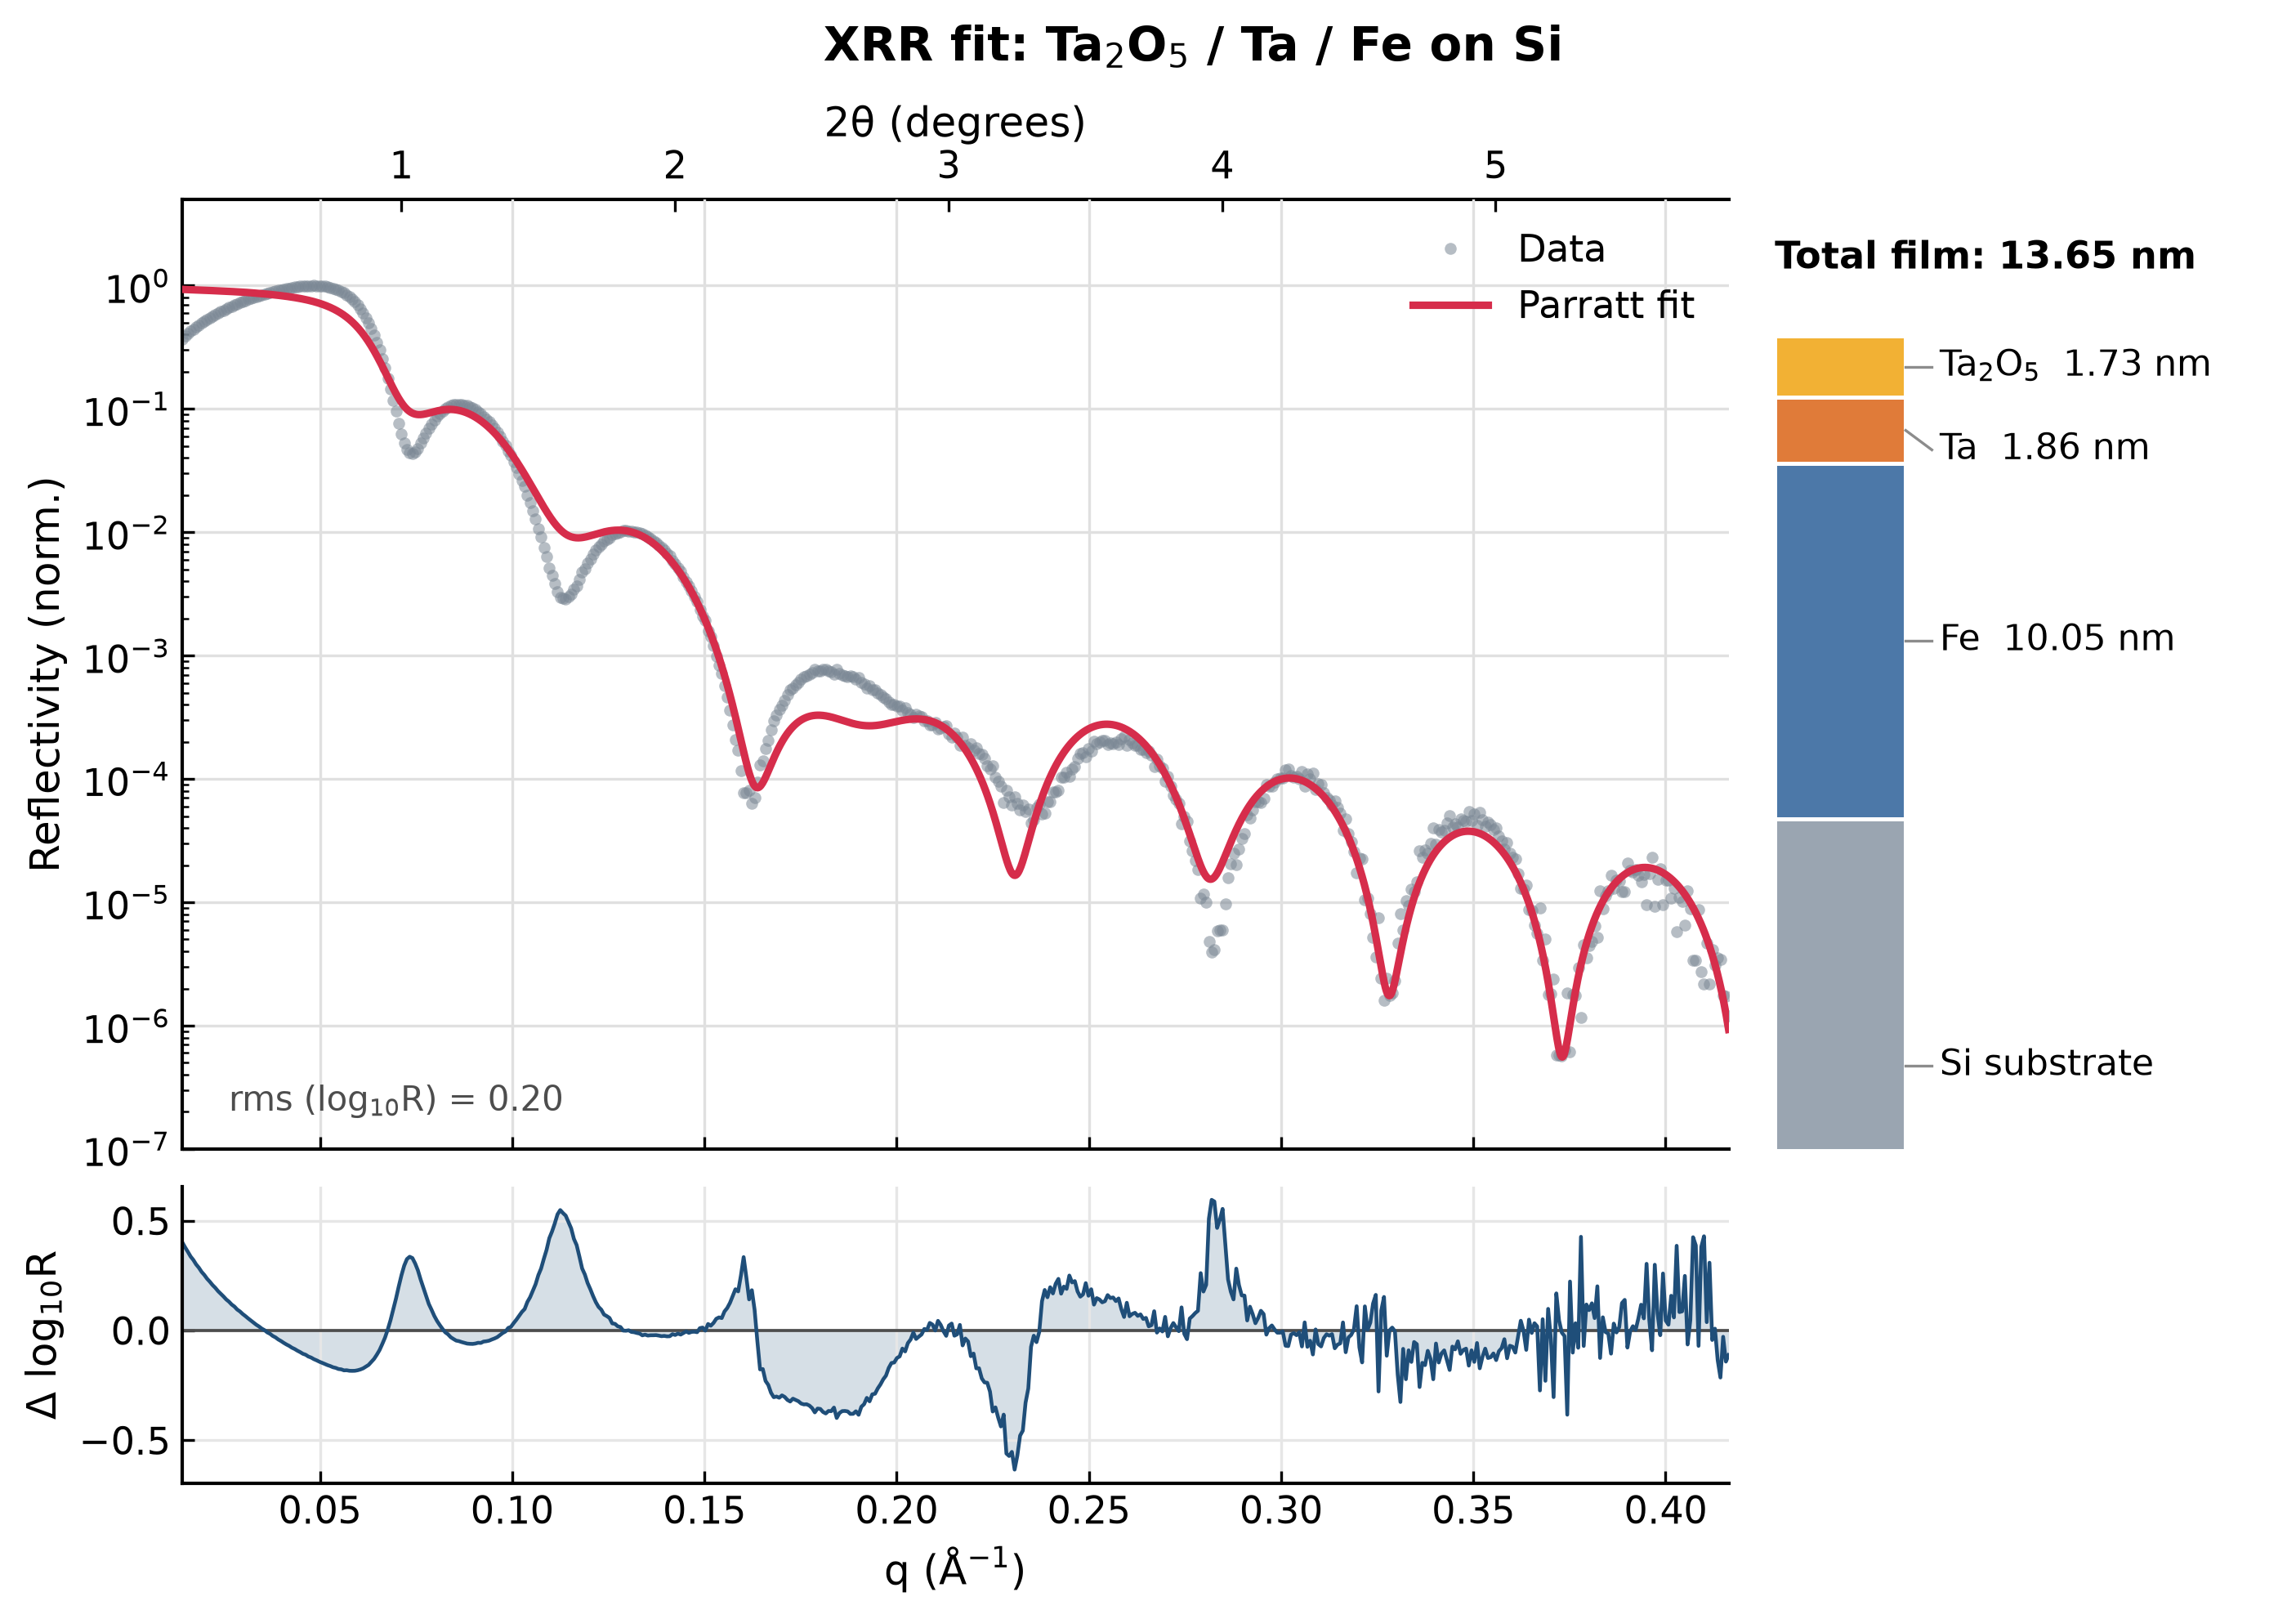 XRR fit: Ta₂O₅ / Ta / Fe on Si
2θ (degrees)
1 2 3 4 5
Reflectivity (norm.)
10⁰
10⁻¹
10⁻²
10⁻³
10⁻⁴
10⁻⁵
10⁻⁶
10⁻⁷
Data
Parratt fit
rms (log₁₀R) = 0.20
Total film: 13.65 nm
Ta₂O₅ 1.73 nm
Ta 1.86 nm
Fe 10.05 nm
Si substrate
Δ log₁₀R
0.5
0.0
−0.5
0.05 0.10 0.15 0.20 0.25 0.30 0.35 0.40
q (Å⁻¹)